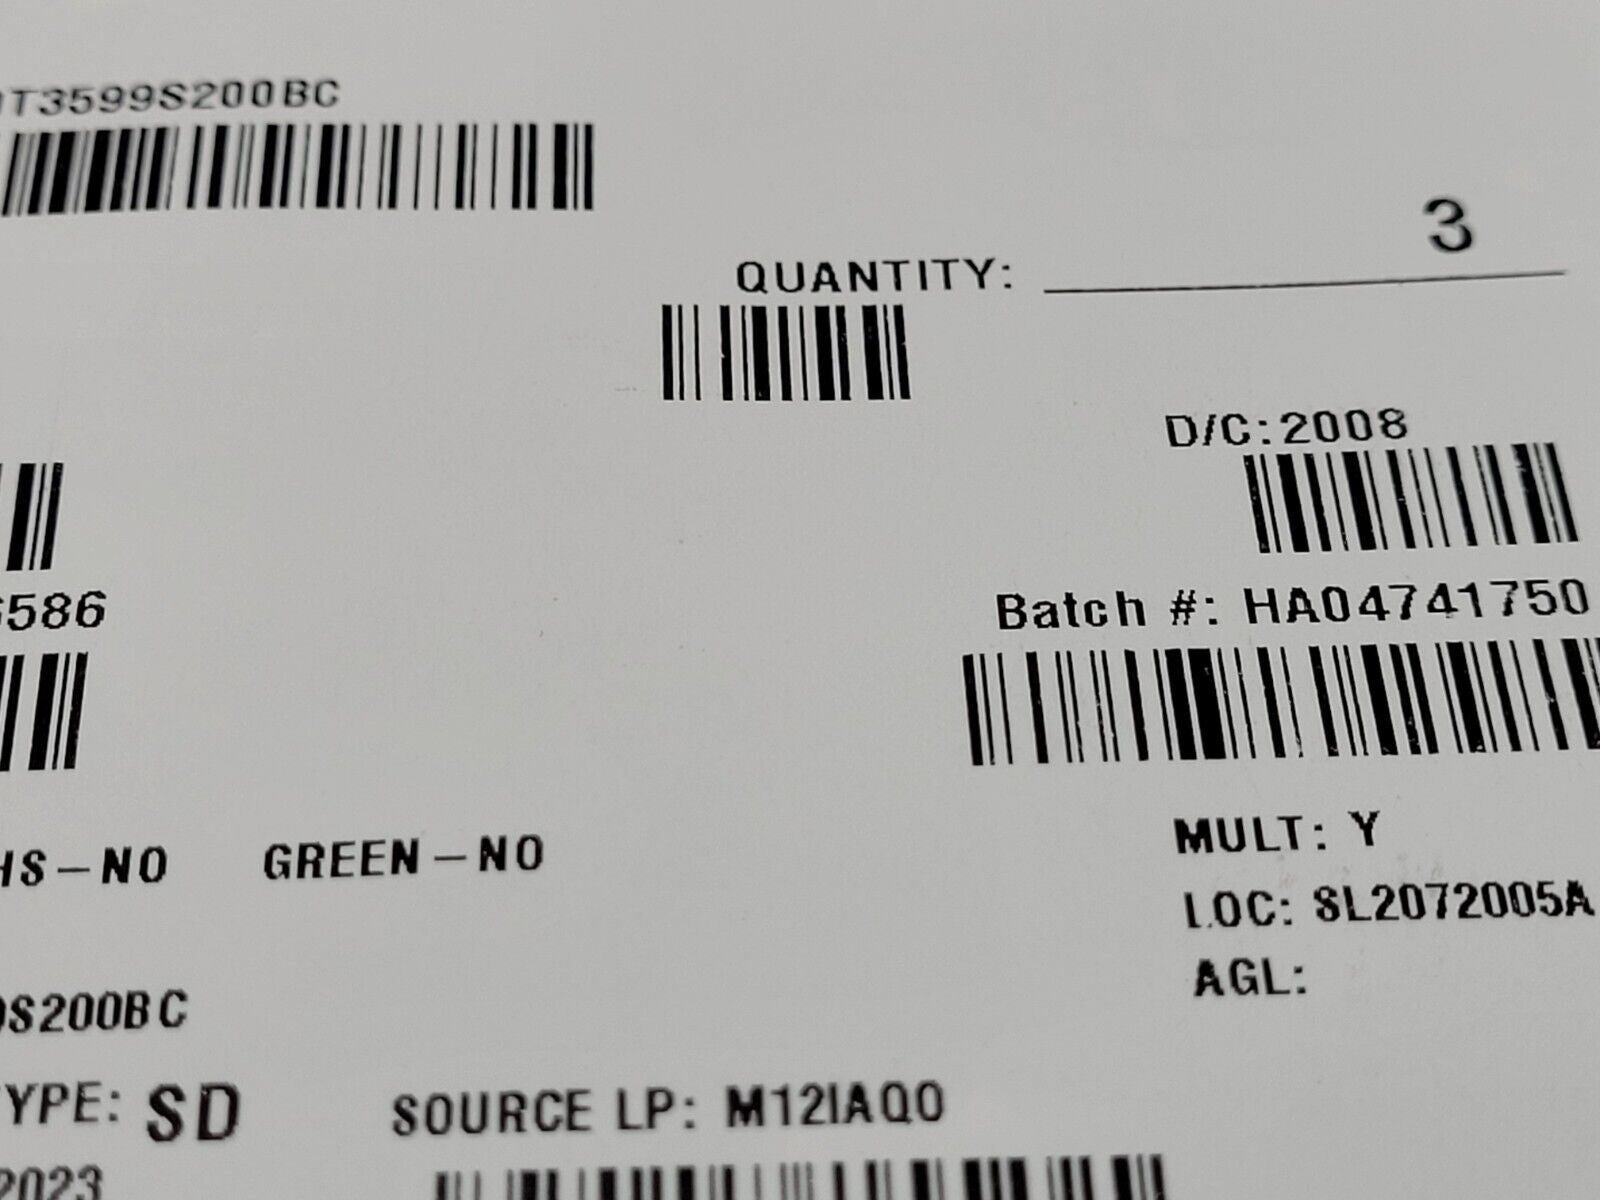 T3599S200BC
QUANTITY: 3
D/C:2008
586
Batch #: HA04741750
HS-NO GREEN-NO
MULT: Y
LOC: SL2072005A
AGL:
S200BC
YPE: SD SOURCE LP: M12IAQ0
2023